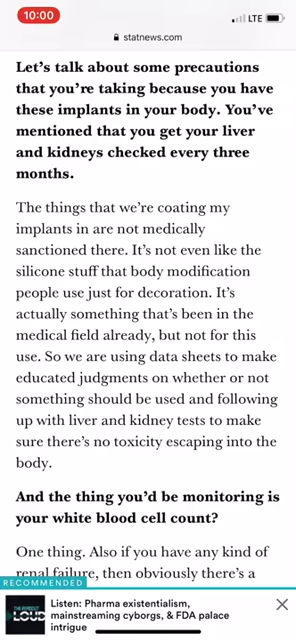 10:00
LTE
statnews.com
Let’s talk about some precautions
that you’re taking because you have
these implants in your body. You’ve
mentioned that you get your liver
and kidneys checked every three
months.
The things that we’re coating my
implants in are not medically
sanctioned there. It’s not even like the
silicone stuff that body modification
people use just for decoration. It’s
actually something that’s been in the
medical field already, but not for this
use. So we are using data sheets to make
educated judgments on whether or not
something should be used and following
up with liver and kidney tests to make
sure there’s no toxicity escaping into the
body.
And the thing you’d be monitoring is
your white blood cell count?
One thing. Also if you have any kind of
renal failure, then obviously there’s a
RECOMMENDED
THE READOUT
LOUD
Listen: Pharma existentialism,
mainstreaming cyborgs, & FDA palace
intrigue